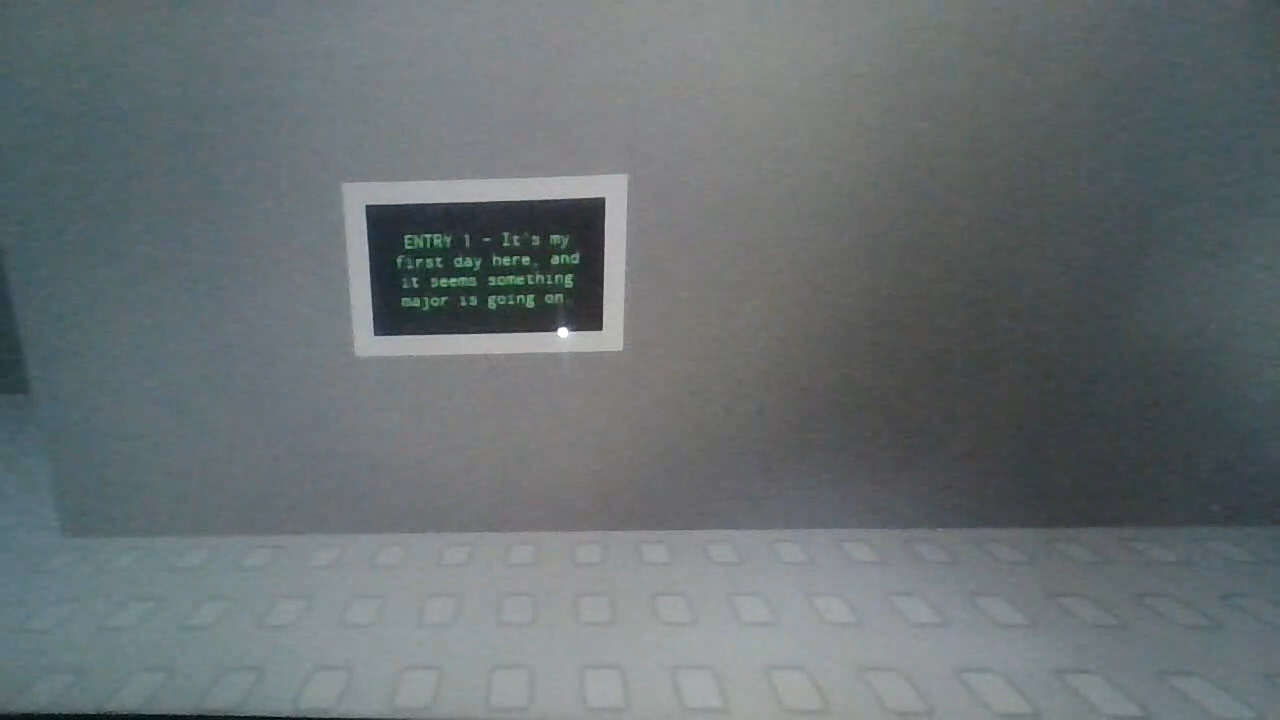 ENTRY 1 - It's my
first day here, and
it seems something
major is going on